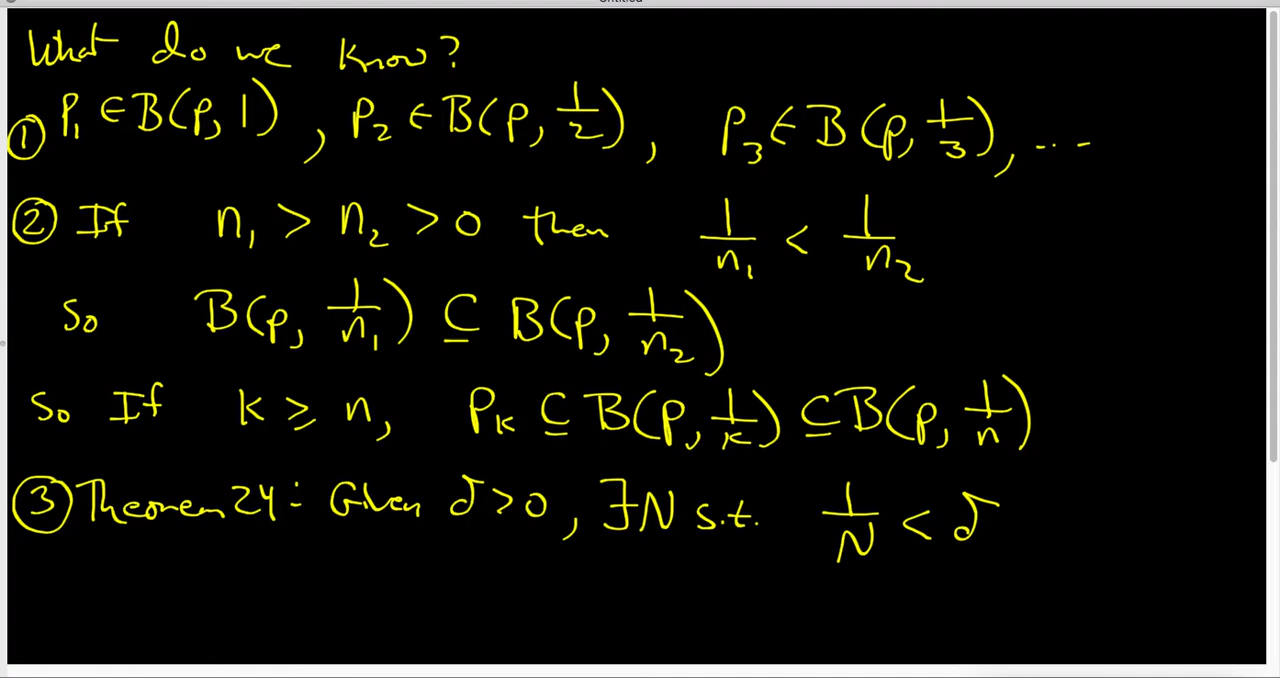 Untitled
What do we know?
① P₁ ∈ B(p, 1), P₂ ∈ B(p, 1/2), P₃ ∈ B(p, 1/3), ...
② If n₁ > n₂ > 0 then 1/n₁ < 1/n₂
So B(p, 1/n₁) ⊆ B(p, 1/n₂)
So If k ≥ n, Pₖ ⊆ B(p, 1/k) ⊆ B(p, 1/n)
③ Theorem 24: Given δ > 0, ∃N s.t. 1/N < δ